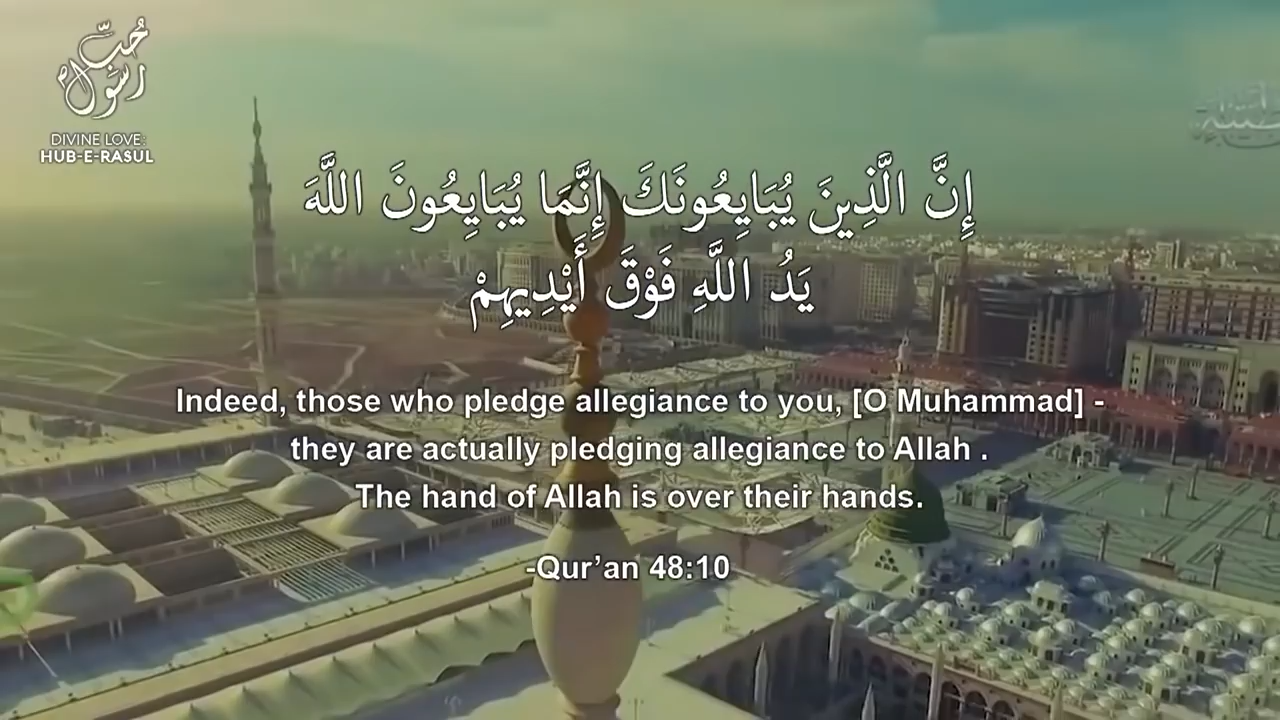 حُبِّ
رَسُوْلؐ
DIVINE LOVE:
HUB-E-RASUL
إِنَّ الَّذِينَ يُبَايِعُونَكَ إِنَّمَا يُبَايِعُونَ اللَّهَ
يَدُ اللَّهِ فَوْقَ أَيْدِيهِمْ
Indeed, those who pledge allegiance to you, [O Muhammad] -
they are actually pledging allegiance to Allah .
The hand of Allah is over their hands.
-Qur’an 48:10